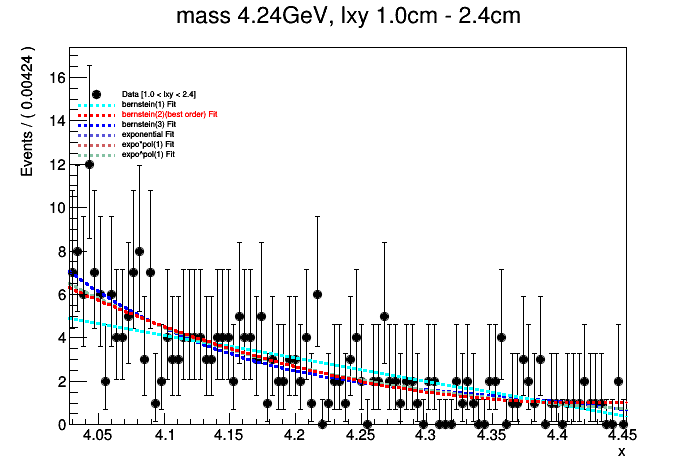 mass 4.24GeV, lxy 1.0cm - 2.4cm
Events / ( 0.00424 )
16
14
12
10
8
6
4
2
0
Data [1.0 < lxy < 2.4]
bernstein(1) Fit
bernstein(2)(best order) Fit
bernstein(3) Fit
exponential Fit
expo*pol(1) Fit
expo^pol(1) Fit
4.05 4.1 4.15 4.2 4.25 4.3 4.35 4.4 4.45
x